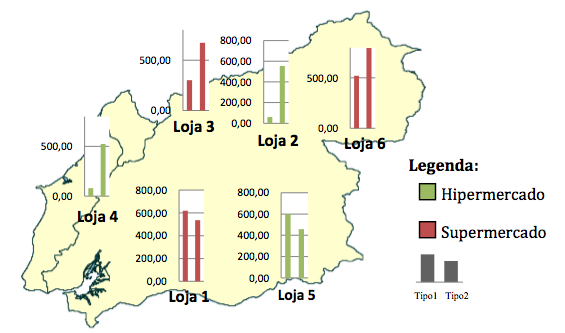 500,00
0,00
Loja 3
800,00
600,00
400,00
200,00
0,00
Loja 2
500,00
0,00
Loja 6
500,00
0,00
Loja 4
800,00
600,00
400,00
200,00
0,00
Loja 1
800,00
600,00
400,00
200,00
0,00
Loja 5
Legenda:
Hipermercado
Supermercado
Tipo1 Tipo2